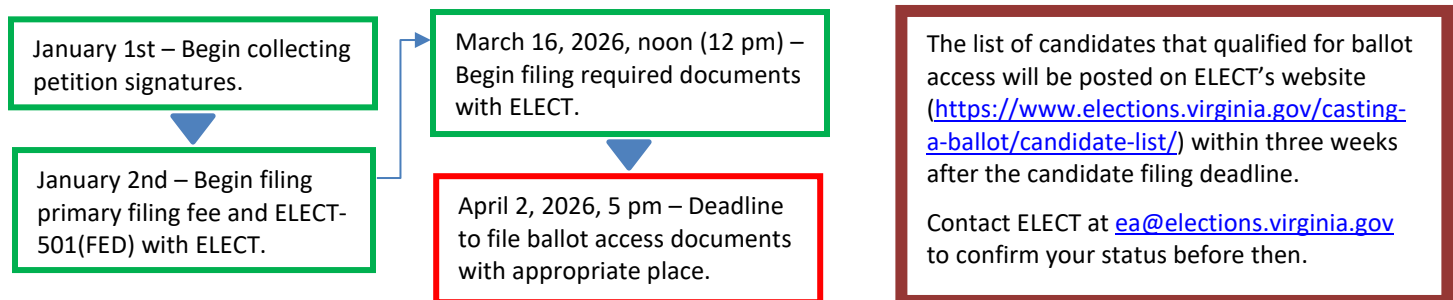 January 1st – Begin collecting
petition signatures.
January 2nd – Begin filing
primary filing fee and ELECT-
501(FED) with ELECT.
March 16, 2026, noon (12 pm) –
Begin filing required documents
with ELECT.
April 2, 2026, 5 pm – Deadline
to file ballot access documents
with appropriate place.
The list of candidates that qualified for ballot
access will be posted on ELECT’s website
(https://www.elections.virginia.gov/casting-
a-ballot/candidate-list/) within three weeks
after the candidate filing deadline.
Contact ELECT at ea@elections.virginia.gov
to confirm your status before then.